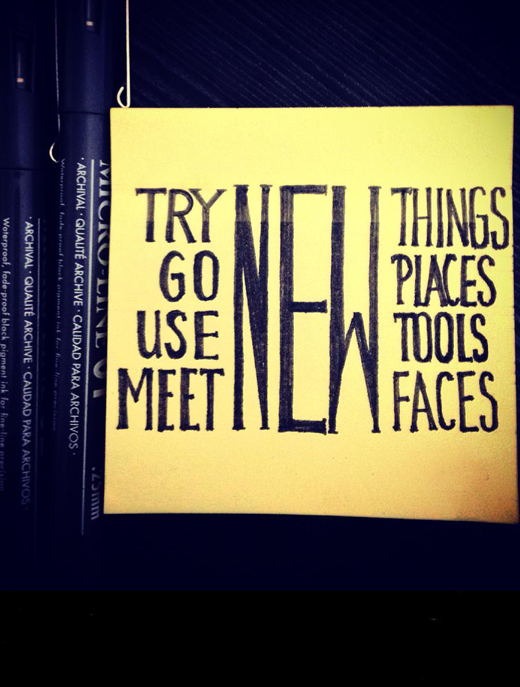 TRY NEW THINGS
GO PLACES
USE TOOLS
MEET FACES
MICRO-LINE
· ARCHIVAL · QUALITÉ ARCHIVE · CALIDAD PARA ARCHIVOS ·
Waterproof, fade-proof black pigment ink for fine-line precision
.25mm
· ARCHIVAL · QUALITÉ ARCHIVE · CALIDAD PARA ARCHIVOS ·
Waterproof, fade-proof black pigment ink for fine-line precision